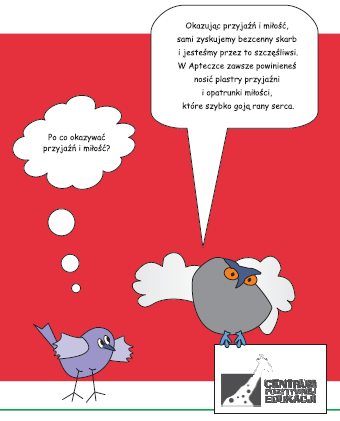 Okazując przyjaźń i miłość,
sami zyskujemy bezcenny skarb
i jesteśmy przez to szczęśliwsi.
W Apteczce zawsze powinieneś
nosić plastry przyjaźni
i opatrunki miłości,
które szybko goją rany serca.
Po co okazywać
przyjaźń i miłość?
CENTRUM
POZYTYWNEJ
EDUKACJI